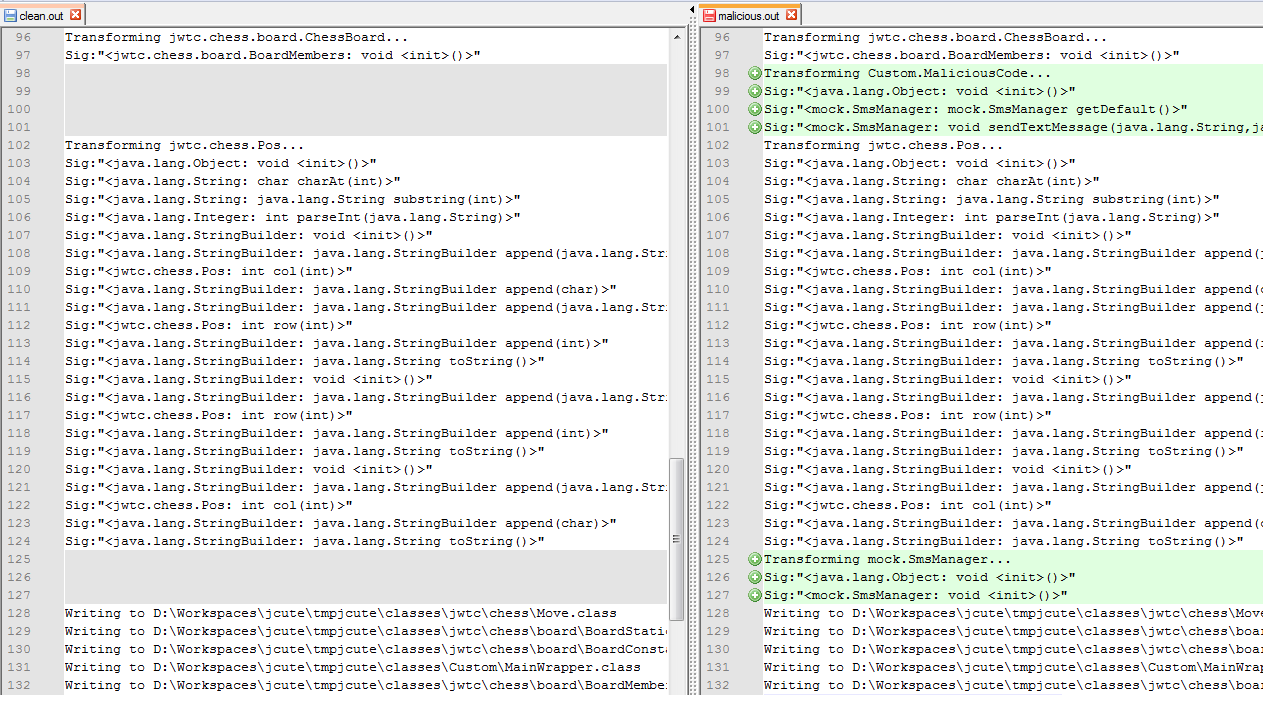 clean.out
96 Transforming jwtc.chess.board.ChessBoard...
97 Sig:"<jwtc.chess.board.BoardMembers: void <init>()>"
98
99
100
101
102 Transforming jwtc.chess.Pos...
103 Sig:"<java.lang.Object: void <init>()>"
104 Sig:"<java.lang.String: char charAt(int)>"
105 Sig:"<java.lang.String: java.lang.String substring(int)>"
106 Sig:"<java.lang.Integer: int parseInt(java.lang.String)>"
107 Sig:"<java.lang.StringBuilder: void <init>()>"
108 Sig:"<java.lang.StringBuilder: java.lang.StringBuilder append(java.lang.Str
109 Sig:"<jwtc.chess.Pos: int col(int)>"
110 Sig:"<java.lang.StringBuilder: java.lang.StringBuilder append(char)>"
111 Sig:"<java.lang.StringBuilder: java.lang.StringBuilder append(java.lang.Str
112 Sig:"<jwtc.chess.Pos: int row(int)>"
113 Sig:"<java.lang.StringBuilder: java.lang.StringBuilder append(int)>"
114 Sig:"<java.lang.StringBuilder: java.lang.String toString()>"
115 Sig:"<java.lang.StringBuilder: void <init>()>"
116 Sig:"<java.lang.StringBuilder: java.lang.StringBuilder append(java.lang.Str
117 Sig:"<jwtc.chess.Pos: int row(int)>"
118 Sig:"<java.lang.StringBuilder: java.lang.StringBuilder append(int)>"
119 Sig:"<java.lang.StringBuilder: java.lang.String toString()>"
120 Sig:"<java.lang.StringBuilder: void <init>()>"
121 Sig:"<java.lang.StringBuilder: java.lang.StringBuilder append(java.lang.Str
122 Sig:"<jwtc.chess.Pos: int col(int)>"
123 Sig:"<java.lang.StringBuilder: java.lang.StringBuilder append(char)>"
124 Sig:"<java.lang.StringBuilder: java.lang.String toString()>"
125
126
127
128 Writing to D:\Workspaces\jcute\tmpjcute\classes\jwtc\chess\Move.class
129 Writing to D:\Workspaces\jcute\tmpjcute\classes\jwtc\chess\board\BoardStati
130 Writing to D:\Workspaces\jcute\tmpjcute\classes\jwtc\chess\board\BoardConst
131 Writing to D:\Workspaces\jcute\tmpjcute\classes\Custom\MainWrapper.class
132 Writing to D:\Workspaces\jcute\tmpjcute\classes\jwtc\chess\board\BoardMembe
malicious.out
96 Transforming jwtc.chess.board.ChessBoard...
97 Sig:"<jwtc.chess.board.BoardMembers: void <init>()>"
98 Transforming Custom.MaliciousCode...
99 Sig:"<java.lang.Object: void <init>()>"
100 Sig:"<mock.SmsManager: mock.SmsManager getDefault()>"
101 Sig:"<mock.SmsManager: void sendTextMessage(java.lang.String,ja
102 Transforming jwtc.chess.Pos...
103 Sig:"<java.lang.Object: void <init>()>"
104 Sig:"<java.lang.String: char charAt(int)>"
105 Sig:"<java.lang.String: java.lang.String substring(int)>"
106 Sig:"<java.lang.Integer: int parseInt(java.lang.String)>"
107 Sig:"<java.lang.StringBuilder: void <init>()>"
108 Sig:"<java.lang.StringBuilder: java.lang.StringBuilder append(j
109 Sig:"<jwtc.chess.Pos: int col(int)>"
110 Sig:"<java.lang.StringBuilder: java.lang.StringBuilder append(c
111 Sig:"<java.lang.StringBuilder: java.lang.StringBuilder append(j
112 Sig:"<jwtc.chess.Pos: int row(int)>"
113 Sig:"<java.lang.StringBuilder: java.lang.StringBuilder append(i
114 Sig:"<java.lang.StringBuilder: java.lang.String toString()>"
115 Sig:"<java.lang.StringBuilder: void <init>()>"
116 Sig:"<java.lang.StringBuilder: java.lang.StringBuilder append(j
117 Sig:"<jwtc.chess.Pos: int row(int)>"
118 Sig:"<java.lang.StringBuilder: java.lang.StringBuilder append(i
119 Sig:"<java.lang.StringBuilder: java.lang.String toString()>"
120 Sig:"<java.lang.StringBuilder: void <init>()>"
121 Sig:"<java.lang.StringBuilder: java.lang.StringBuilder append(j
122 Sig:"<jwtc.chess.Pos: int col(int)>"
123 Sig:"<java.lang.StringBuilder: java.lang.StringBuilder append(c
124 Sig:"<java.lang.StringBuilder: java.lang.String toString()>"
125 Transforming mock.SmsManager...
126 Sig:"<java.lang.Object: void <init>()>"
127 Sig:"<mock.SmsManager: void <init>()>"
128 Writing to D:\Workspaces\jcute\tmpjcute\classes\jwtc\chess\Move
129 Writing to D:\Workspaces\jcute\tmpjcute\classes\jwtc\chess\boar
130 Writing to D:\Workspaces\jcute\tmpjcute\classes\jwtc\chess\boar
131 Writing to D:\Workspaces\jcute\tmpjcute\classes\Custom\MainWrap
132 Writing to D:\Workspaces\jcute\tmpjcute\classes\jwtc\chess\boar